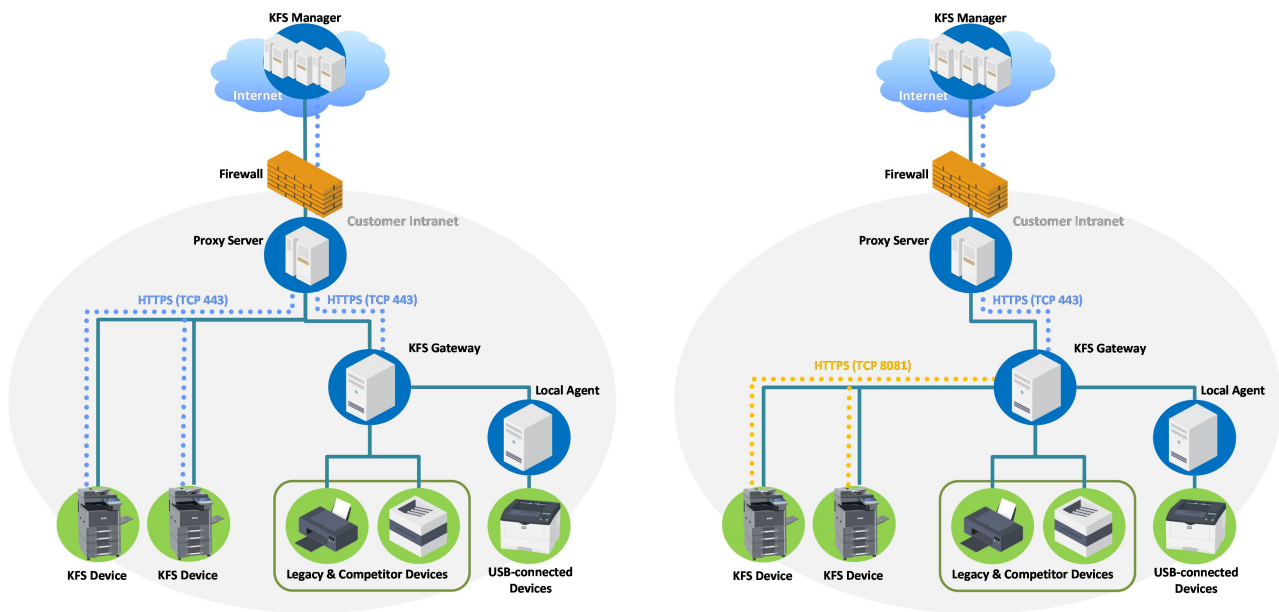 KFS Manager
Internet
Firewall
Customer Intranet
Proxy Server
HTTPS (TCP 443)
HTTPS (TCP 443)
KFS Gateway
Local Agent
KFS Device
KFS Device
Legacy & Competitor Devices
USB-connected
Devices
KFS Manager
Internet
Firewall
Customer Intranet
Proxy Server
HTTPS (TCP 443)
KFS Gateway
HTTPS (TCP 8081)
Local Agent
KFS Device
KFS Device
Legacy & Competitor Devices
USB-connected
Devices